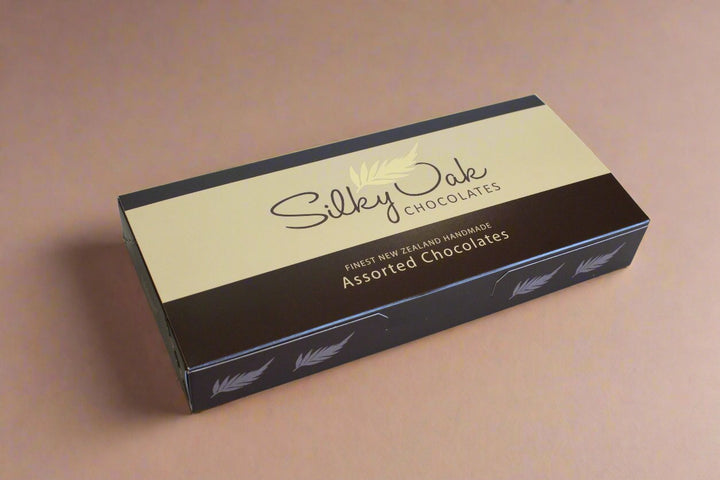 Silky Oak
CHOCOLATES
FINEST NEW ZEALAND HANDMADE
Assorted Chocolates